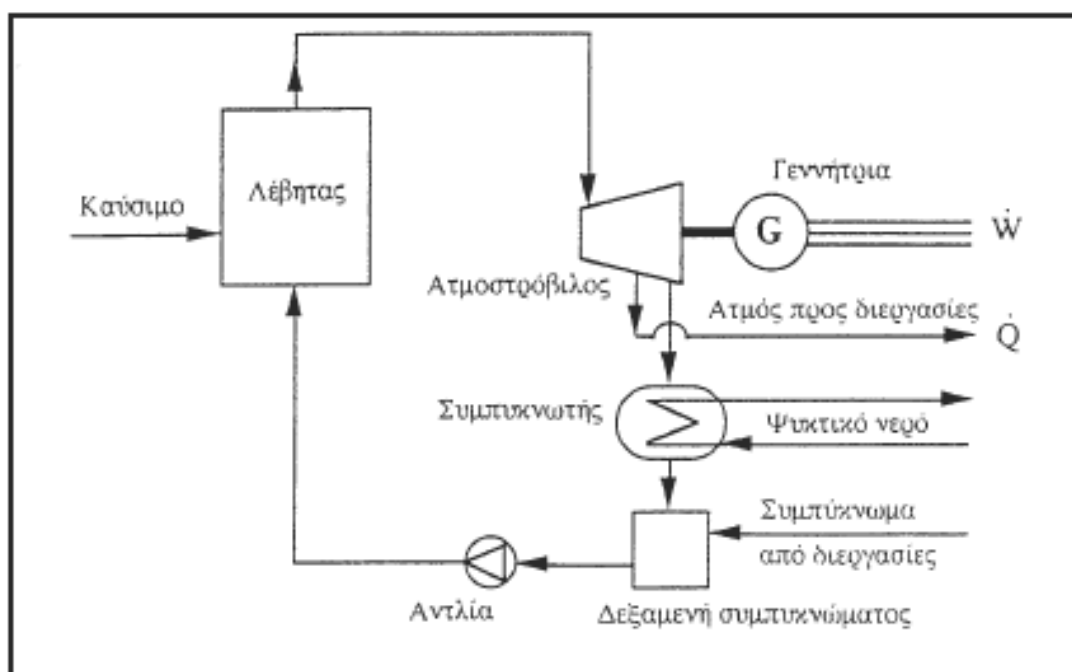 Γεννήτρια
Λέβητας
Καύσιμο
G
Ẇ
Ατμοστρόβιλος
Ατμός προς διεργασίες
Q̇
Συμπυκνωτής
Ψυκτικό νερό
Συμπύκνωμα
από διεργασίες
Αντλία
Δεξαμενή συμπυκνώματος